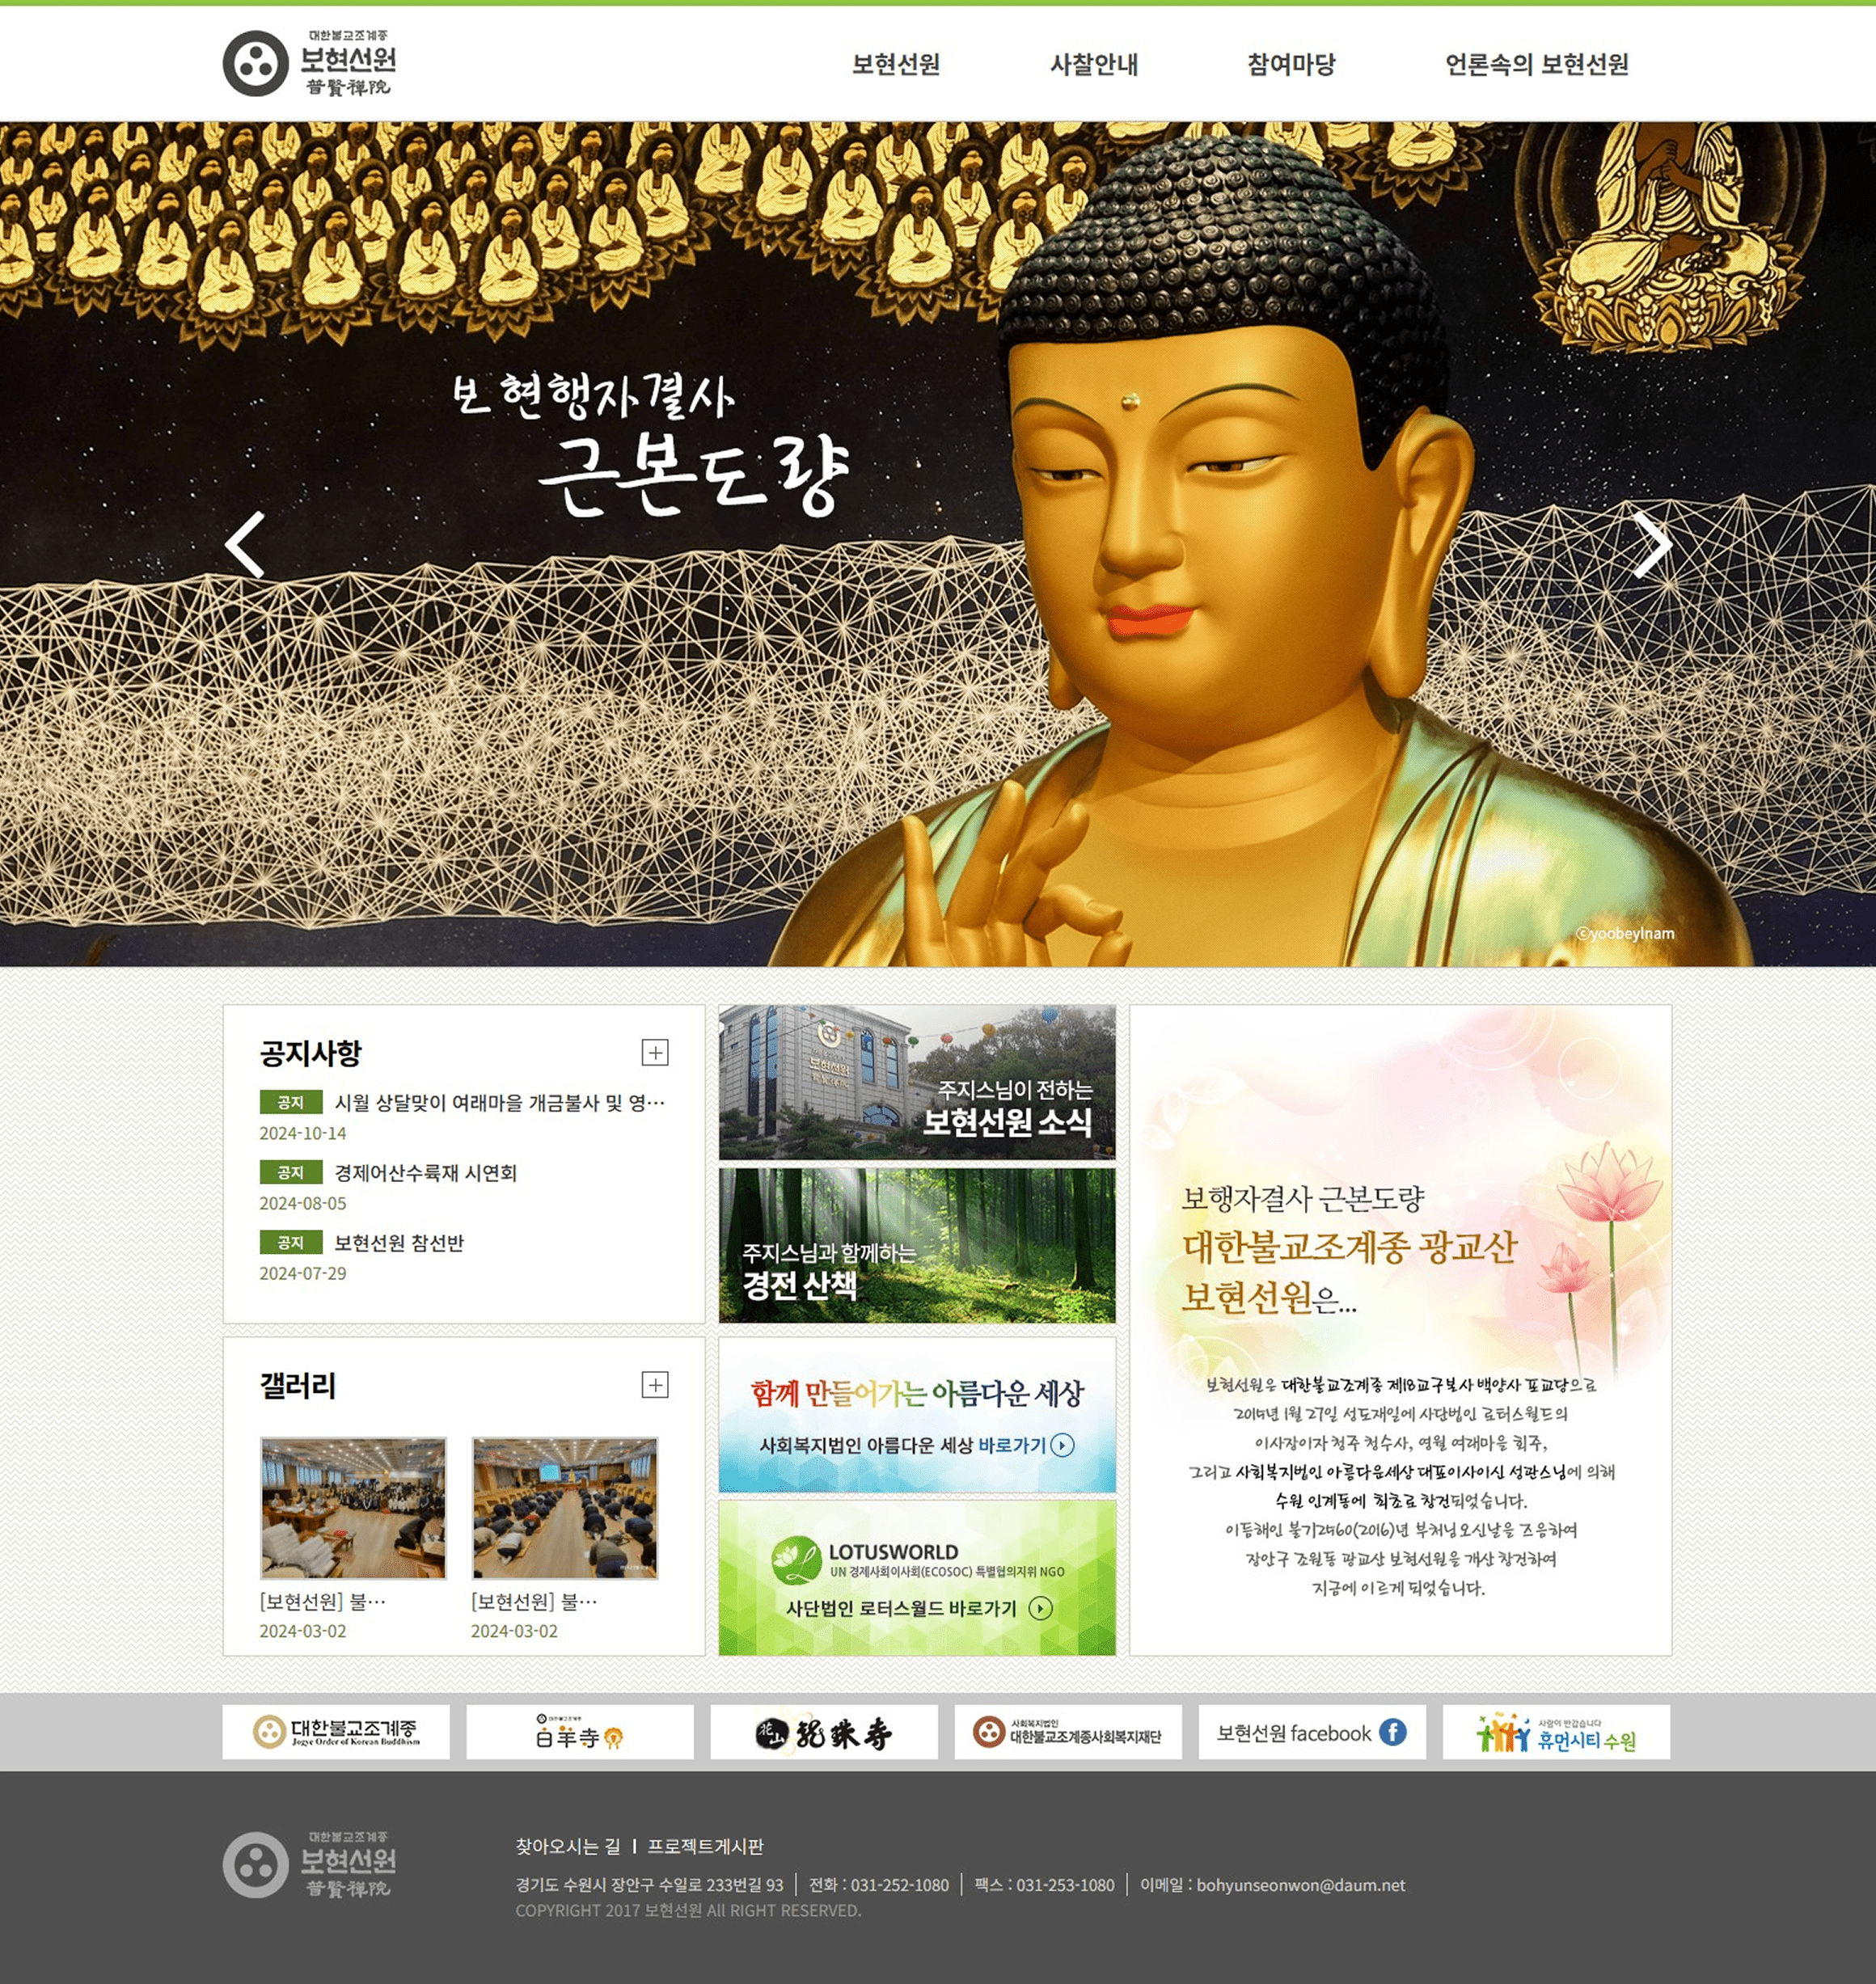 대한불교조계종
보현선원
普賢禪院
보현선원
사찰안내
참여마당
언론속의 보현선원
보현행자결사
근본도량
©yoobeylnam
공지사항
공지 시월 상달맞이 여래마을 개금불사 및 영…
2024-10-14
공지 경제어산수륙재 시연회
2024-08-05
공지 보현선원 참선반
2024-07-29
갤러리
[보현선원] 불…
2024-03-02
[보현선원] 불…
2024-03-02
보현선원
普賢禪院
주지스님이 전하는
보현선원 소식
주지스님과 함께하는
경전 산책
함께 만들어가는 아름다운 세상
사회복지법인 아름다운 세상 바로가기
LOTUSWORLD
UN 경제사회이사회(ECOSOC) 특별협의지위 NGO
사단법인 로터스월드 바로가기
보행자결사 근본도량
대한불교조계종 광교산
보현선원은...
보현선원은 대한불교조계종 제18교구본사 백양사 포교당으로
2015년 1월 27일 성도재일에 사단법인 로터스월드의
이사장이자 청주 청수사, 영월 여래마을 회주,
그리고 사회복지법인 아름다운세상 대표이사이신 성관스님에 의해
수원 인계동에 최초로 창건되었습니다.
이듬해인 불기2560(2016)년 부처님오신날을 즈음하여
장안구 조원동 광교산 보현선원을 개산 창건하여
지금에 이르게 되었습니다.
대한불교조계종
Jogye Order of Korean Buddhism
대한불교조계종
白羊寺
花山 龍珠寺
사회복지법인
대한불교조계종사회복지재단
보현선원 facebook
사람이 반갑습니다
휴먼시티 수원
대한불교조계종
보현선원
普賢禪院
찾아오시는 길 | 프로젝트게시판
경기도 수원시 장안구 수일로 233번길 93 | 전화 : 031-252-1080 | 팩스 : 031-253-1080 | 이메일 : bohyunseonwon@daum.net
COPYRIGHT 2017 보현선원 All RIGHT RESERVED.